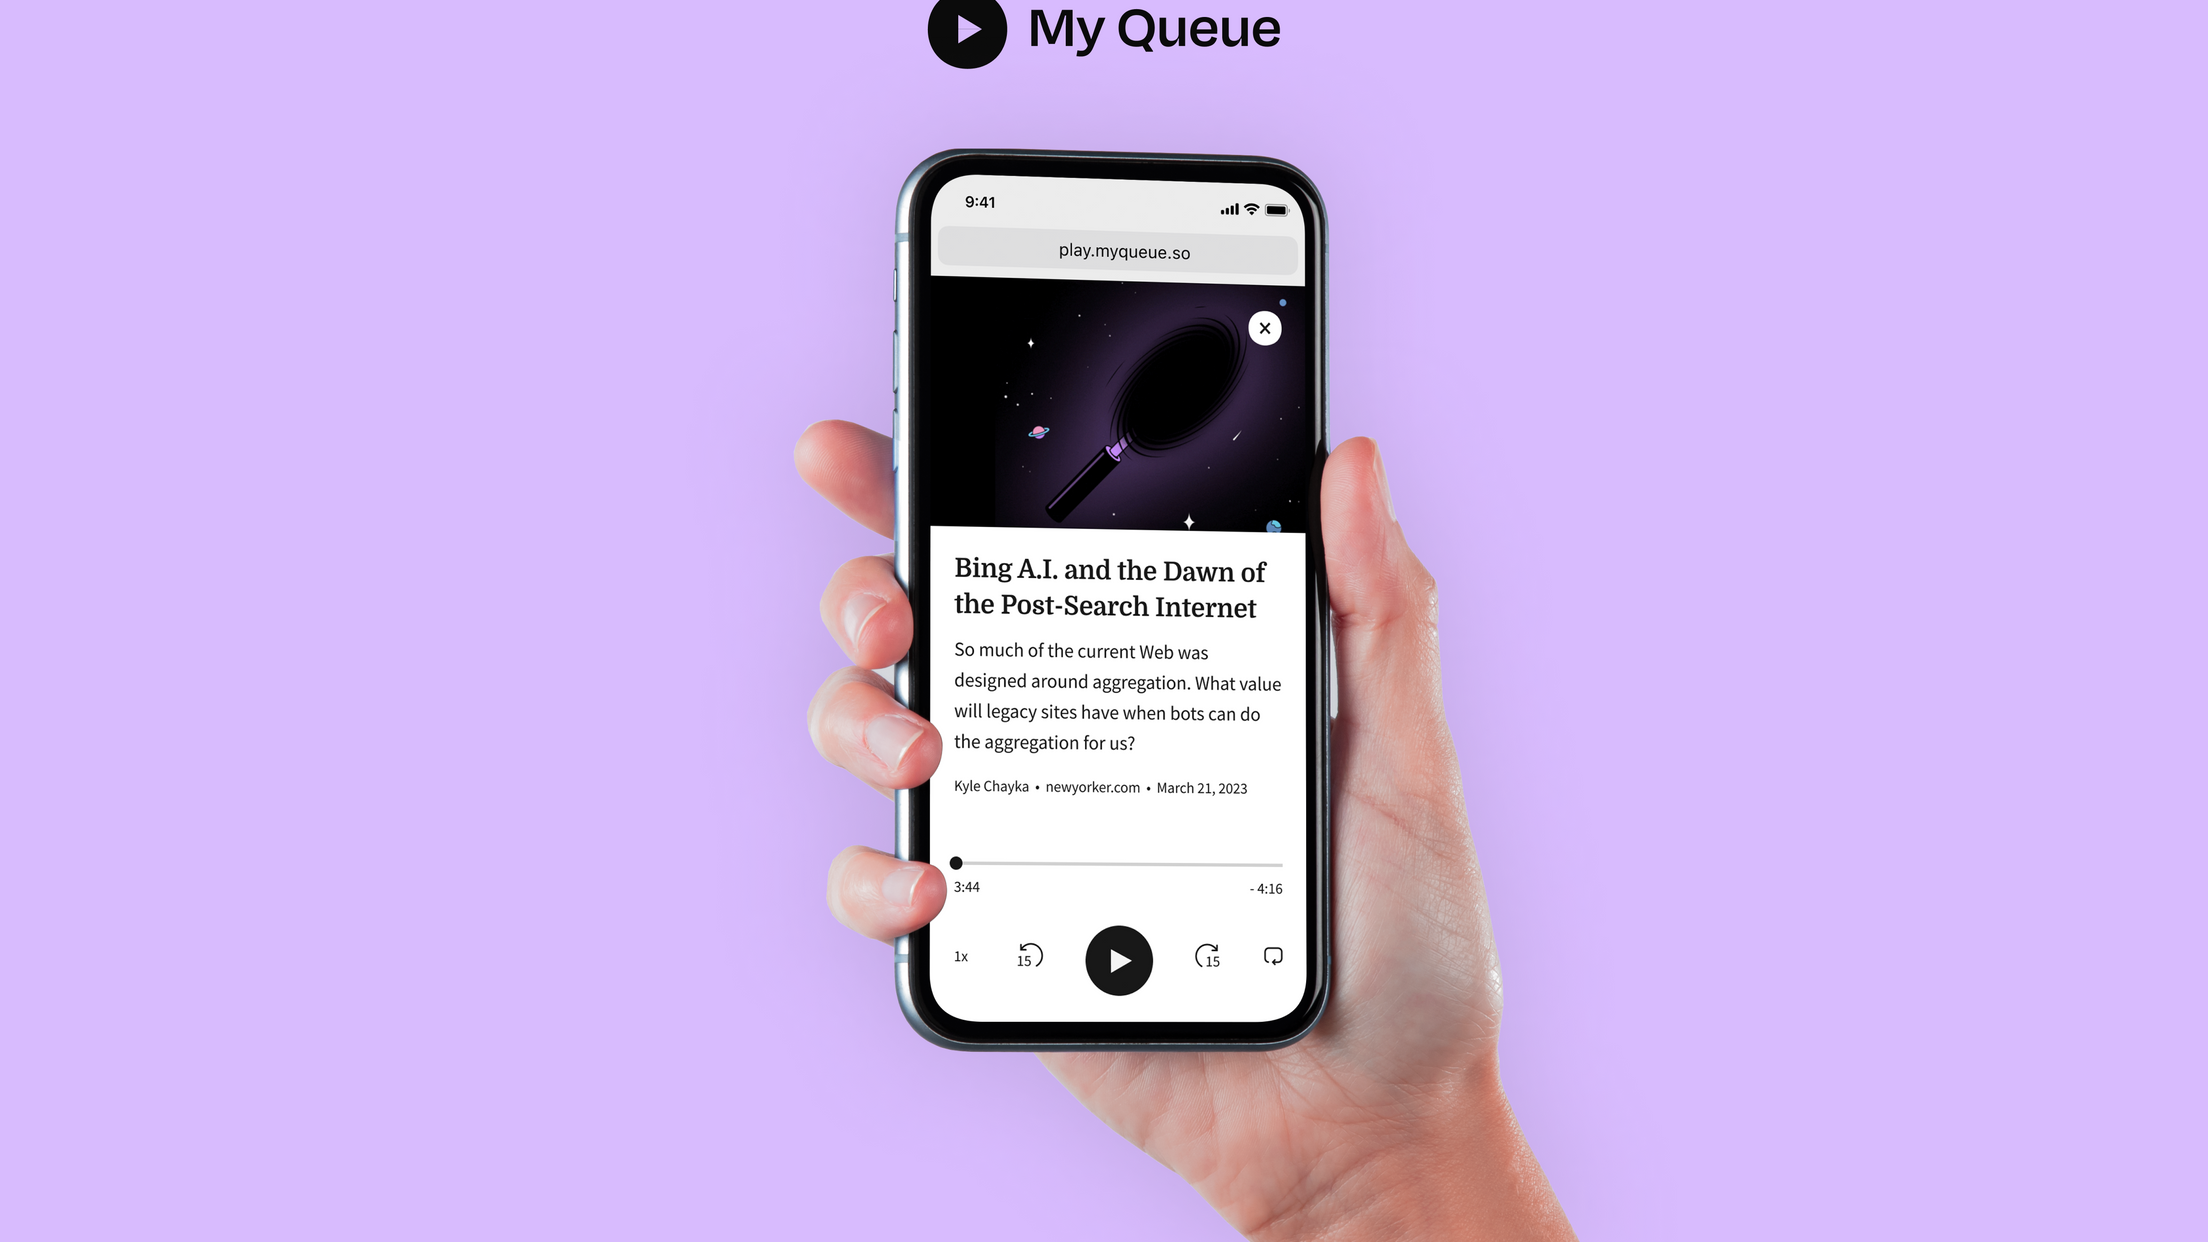 My Queue
9:41
play.myqueue.so
Bing A.I. and the Dawn of
the Post-Search Internet
So much of the current Web was
designed around aggregation. What value
will legacy sites have when bots can do
the aggregation for us?
Kyle Chayka • newyorker.com • March 21, 2023
3:44 - 4:16
1x 15 15